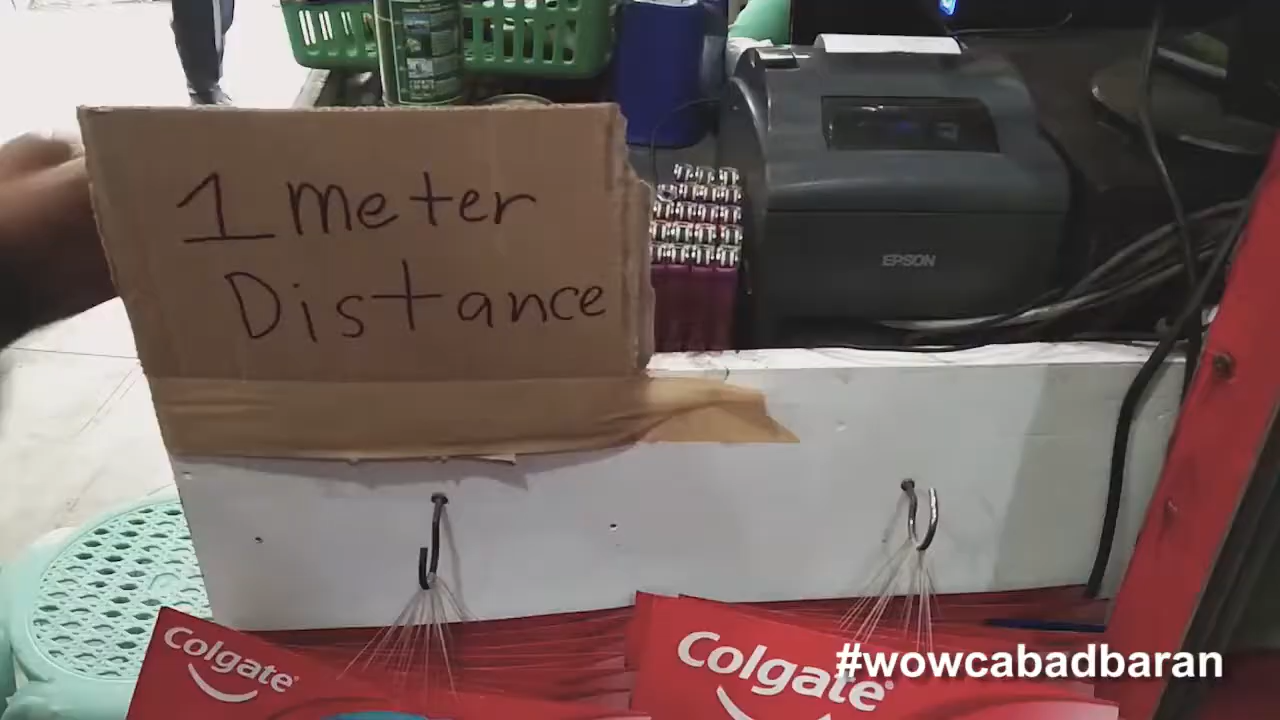 1 meter
Distance
EPSON
Colgate
Colgate
#wowcabadbaran